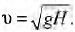 υ = √gH.